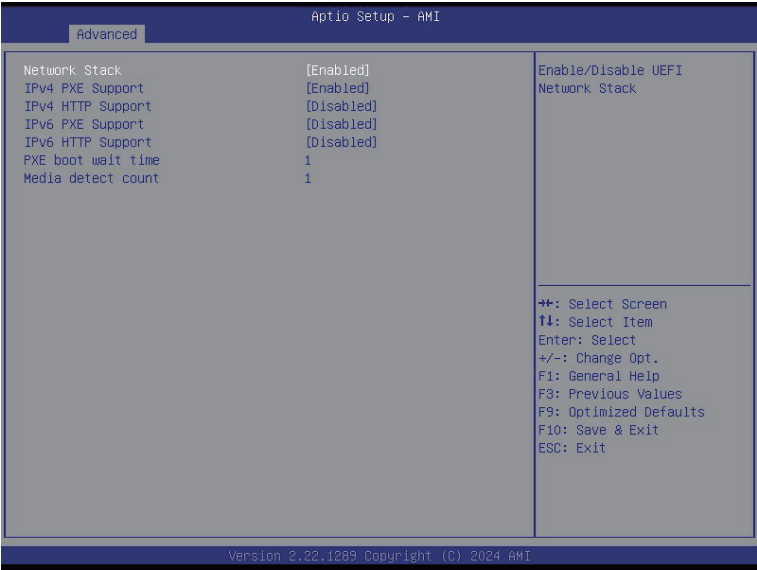 Aptio Setup – AMI
Advanced
Network Stack [Enabled]
IPv4 PXE Support [Enabled]
IPv4 HTTP Support [Disabled]
IPv6 PXE Support [Disabled]
IPv6 HTTP Support [Disabled]
PXE boot wait time 1
Media detect count 1
Enable/Disable UEFI
Network Stack
→←: Select Screen
↑↓: Select Item
Enter: Select
+/-: Change Opt.
F1: General Help
F3: Previous Values
F9: Optimized Defaults
F10: Save & Exit
ESC: Exit
Version 2.22.1289 Copyright (C) 2024 AMI